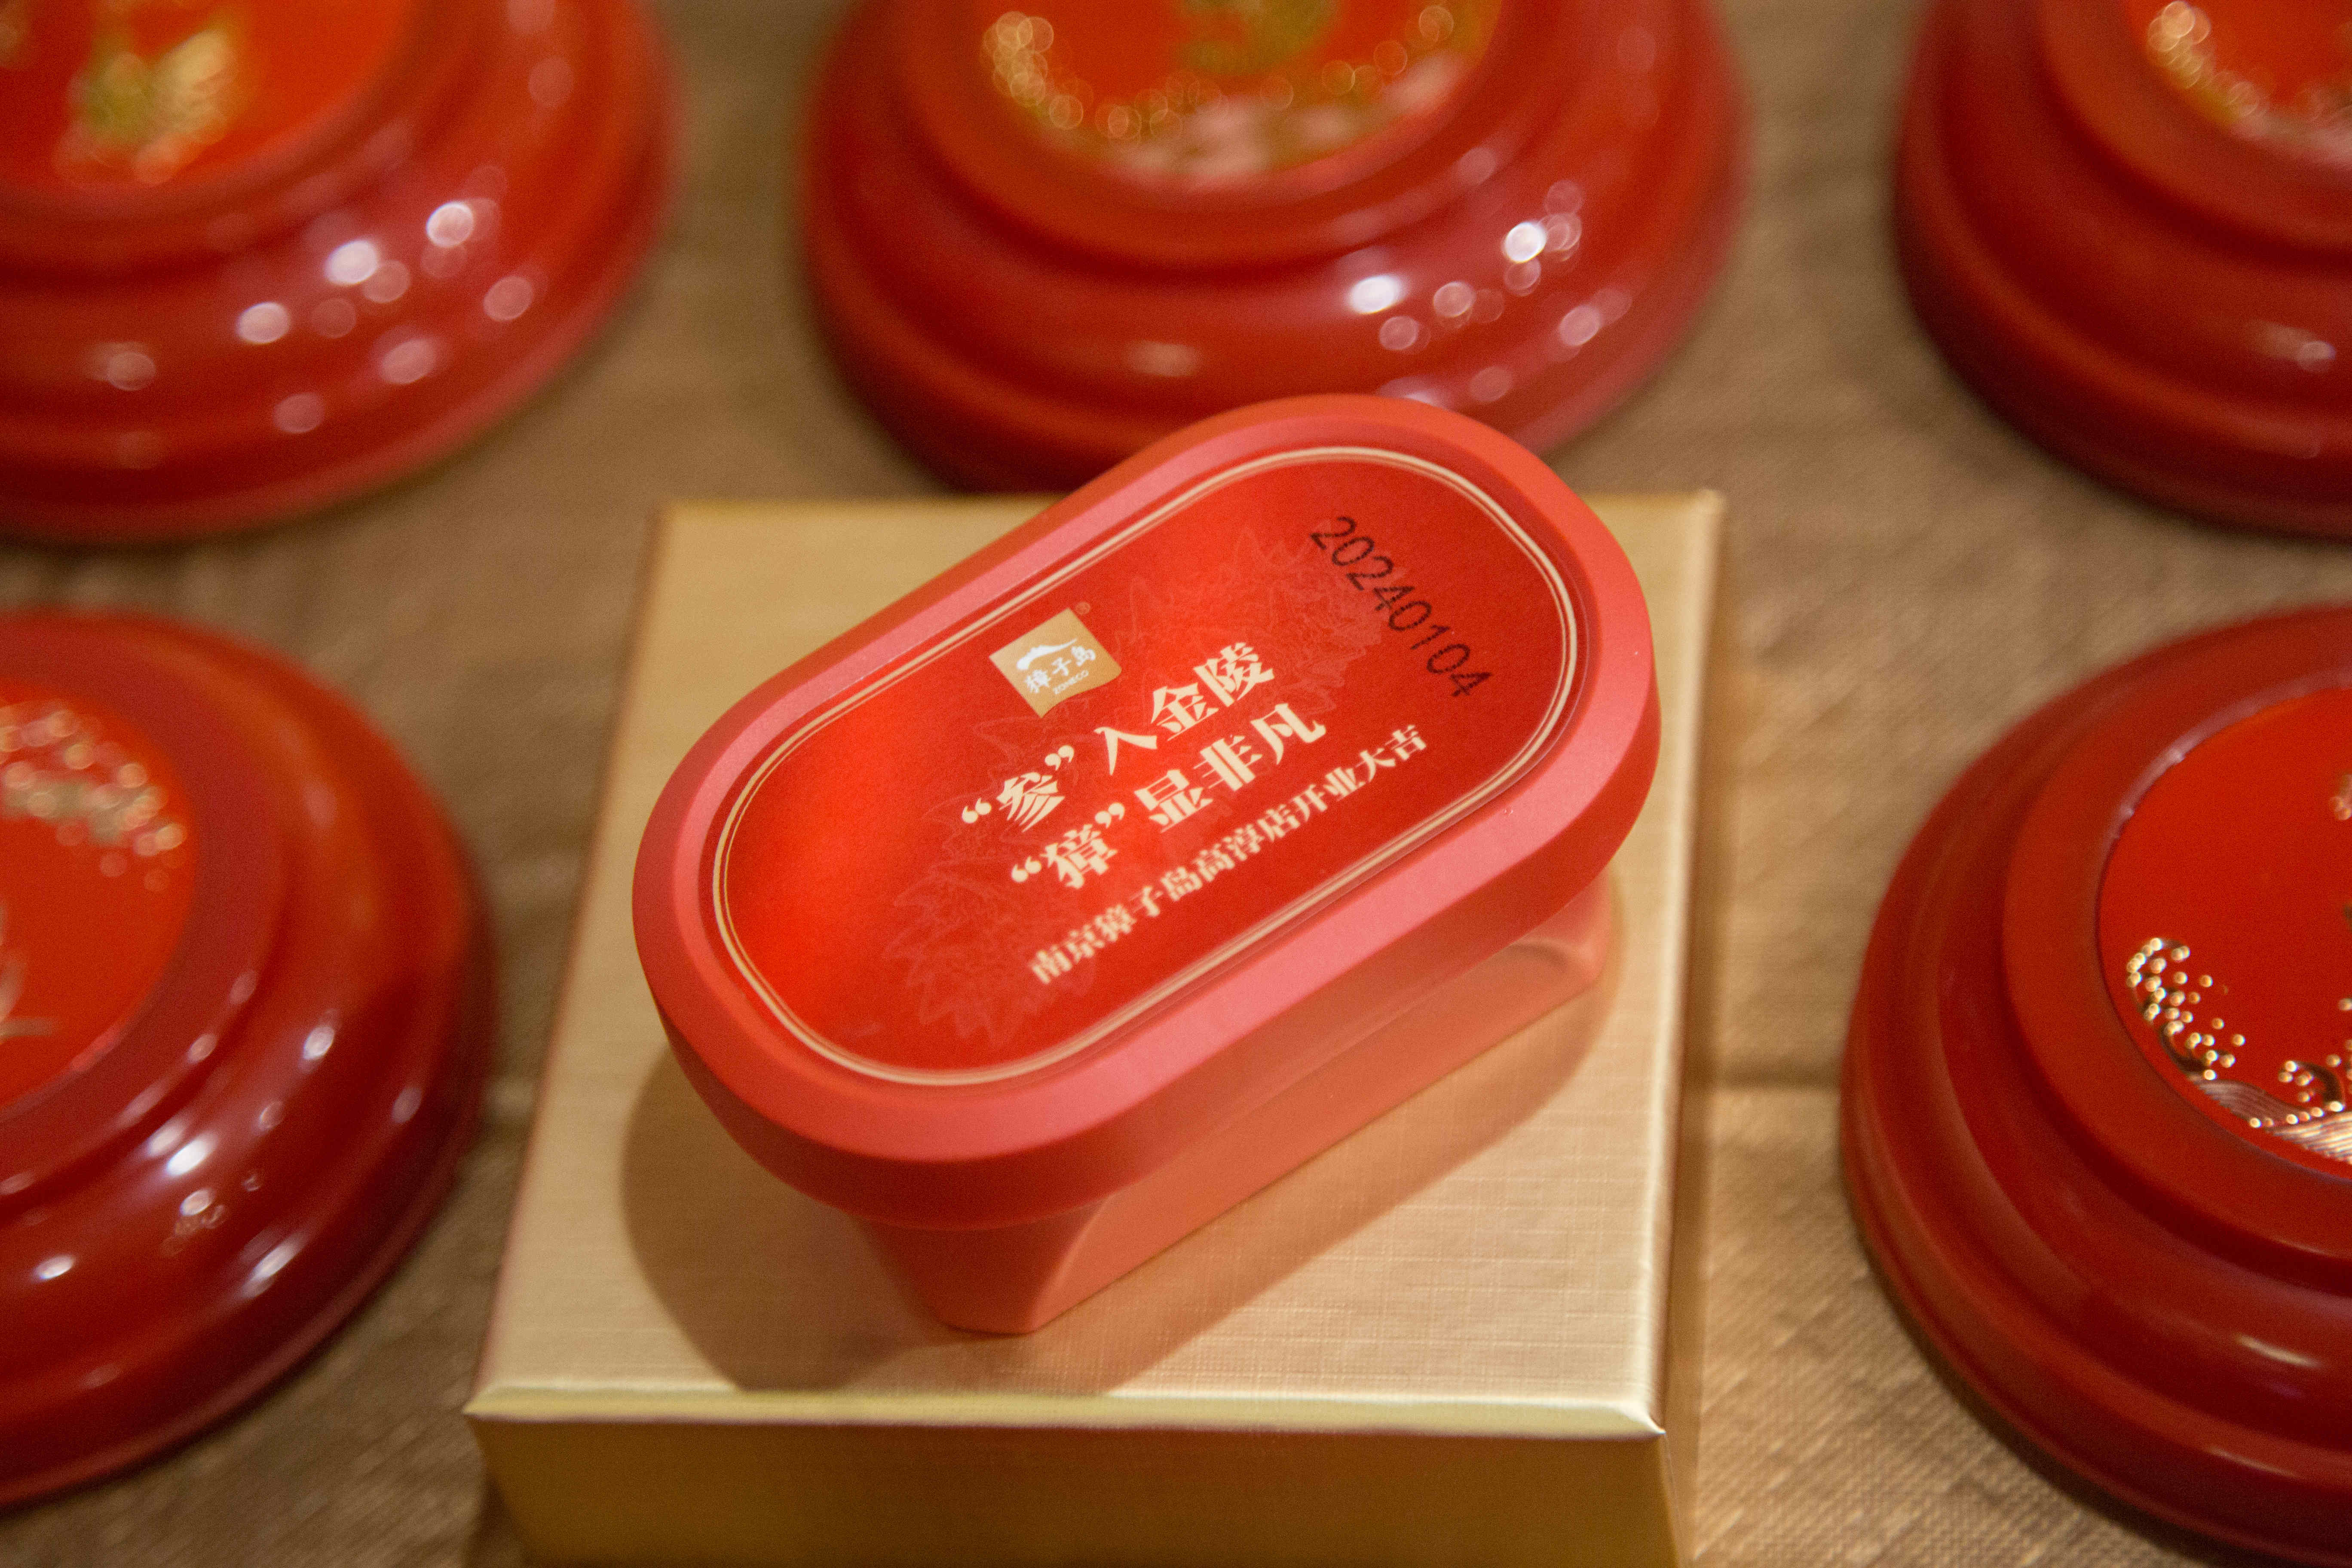 獐子岛
ZONECO
®
20240104
“参”入金陵
“獐”显非凡
南京獐子岛高淳店开业大吉